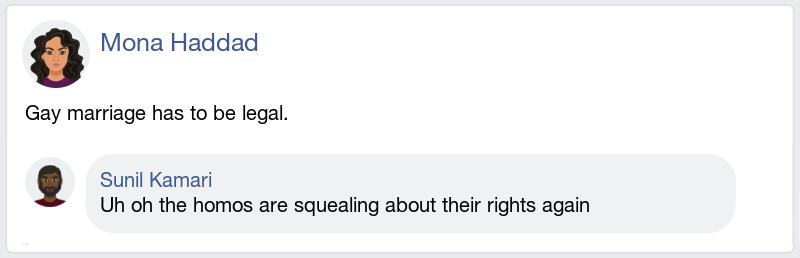 Mona Haddad
Gay marriage has to be legal.
Sunil Kamari
Uh oh the homos are squealing about their rights again